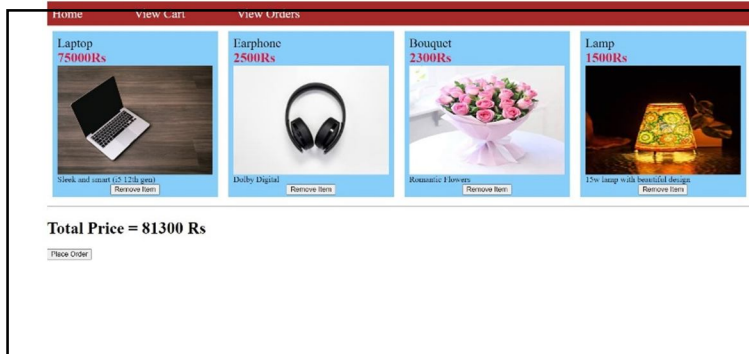 Home View Cart View Orders
Laptop
75000Rs
Sleek and smart (i5 12th gen)
Remove Item
Earphone
2500Rs
Dolby Digital
Remove Item
Bouquet
2300Rs
Romantic Flowers
Remove Item
Lamp
1500Rs
15w lamp with beautiful design
Remove Item
Total Price = 81300 Rs
Place Order